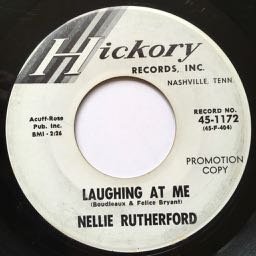 Hickory
RECORDS, INC.
NASHVILLE, TENN.
Acuff-Rose
Pub. Inc.
BMI - 2:26
RECORD NO.
45-1172
(45-F-404)
PROMOTION
COPY
LAUGHING AT ME
(Boudleaux & Felice Bryant)
NELLIE RUTHERFORD